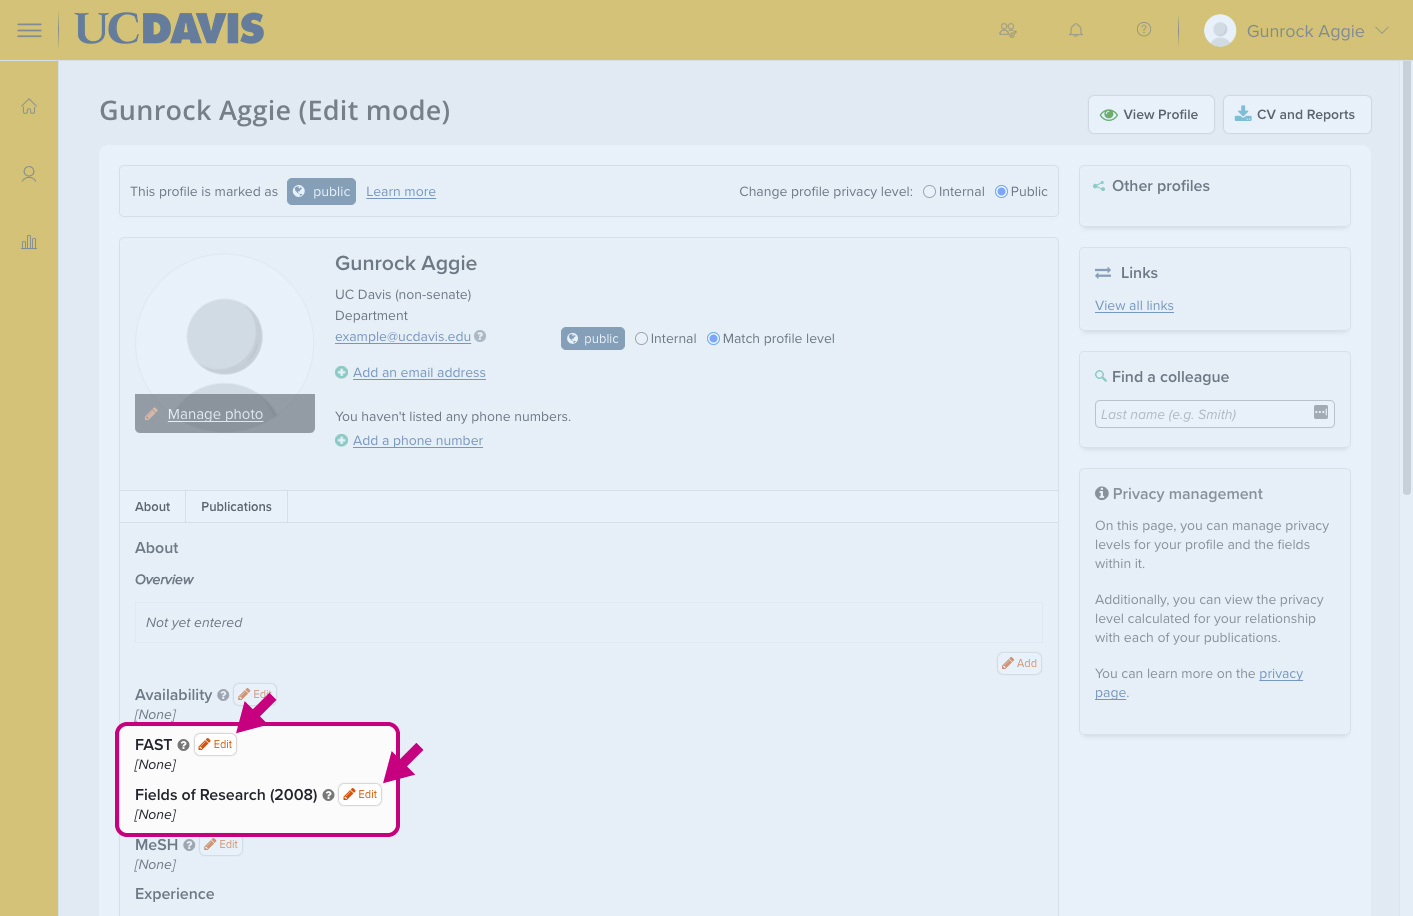 UCDAVIS
Gunrock Aggie
Gunrock Aggie (Edit mode)
View Profile
CV and Reports
This profile is marked as public Learn more
Change profile privacy level: Internal Public
Gunrock Aggie
UC Davis (non-senate)
Department
example@ucdavis.edu
public Internal Match profile level
Add an email address
Manage photo
You haven't listed any phone numbers.
Add a phone number
About Publications
About
Overview
Not yet entered
Add
Availability ? Edit
[None]
FAST ? Edit
[None]
Fields of Research (2008) ? Edit
[None]
MeSH ? Edit
[None]
Experience
Other profiles
Links
View all links
Find a colleague
Last name (e.g. Smith)
Privacy management
On this page, you can manage privacy
levels for your profile and the fields
within it.
Additionally, you can view the privacy
level calculated for your relationship
with each of your publications.
You can learn more on the privacy
page.